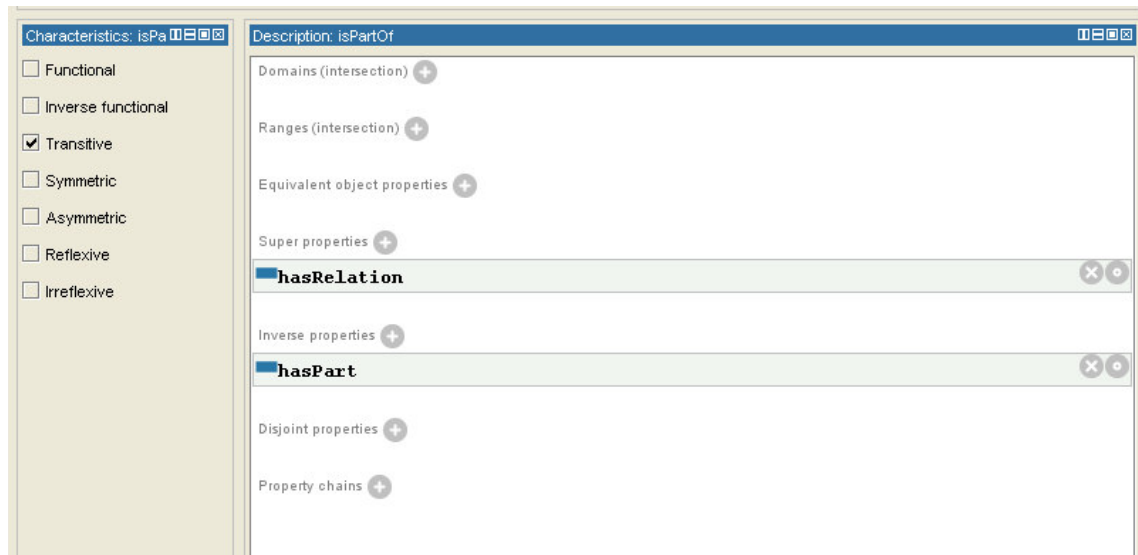 Characteristics: isPa
Functional
Inverse functional
Transitive
Symmetric
Asymmetric
Reflexive
Irreflexive
Description: isPartOf
Domains (intersection)
Ranges (intersection)
Equivalent object properties
Super properties
hasRelation
Inverse properties
hasPart
Disjoint properties
Property chains